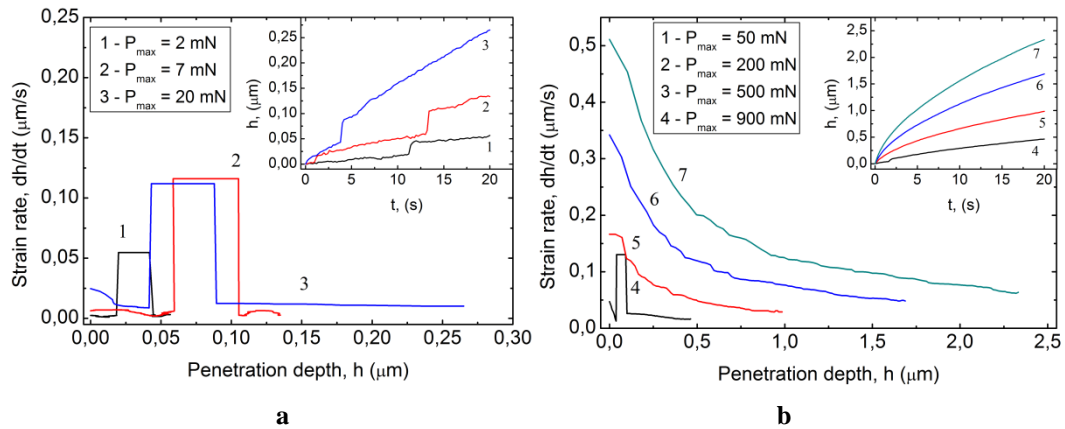 1 - Pmax = 2 mN
2 - Pmax = 7 mN
3 - Pmax = 20 mN
0,25
0,20
0,15
0,10
0,05
0,00
Strain rate, dh/dt (μm/s)
0,00 0,05 0,10 0,15 0,20 0,25 0,30
Penetration depth, h (μm)
1
2
3
0,25
0,20
0,15
0,10
0,05
0,00
h, (μm)
0 5 10 15 20
t, (s)
3
2
1
a
1 - Pmax = 50 mN
2 - Pmax = 200 mN
3 - Pmax = 500 mN
4 - Pmax = 900 mN
0,5
0,4
0,3
0,2
0,1
0,0
Strain rate, dh/dt (μm/s)
0,0 0,5 1,0 1,5 2,0 2,5
Penetration depth, h (μm)
7
6
5
4
2.5
2.0
1.5
1.0
0.5
0.0
h, (μm)
0 5 10 15 20
t, (s)
7
6
5
4
b